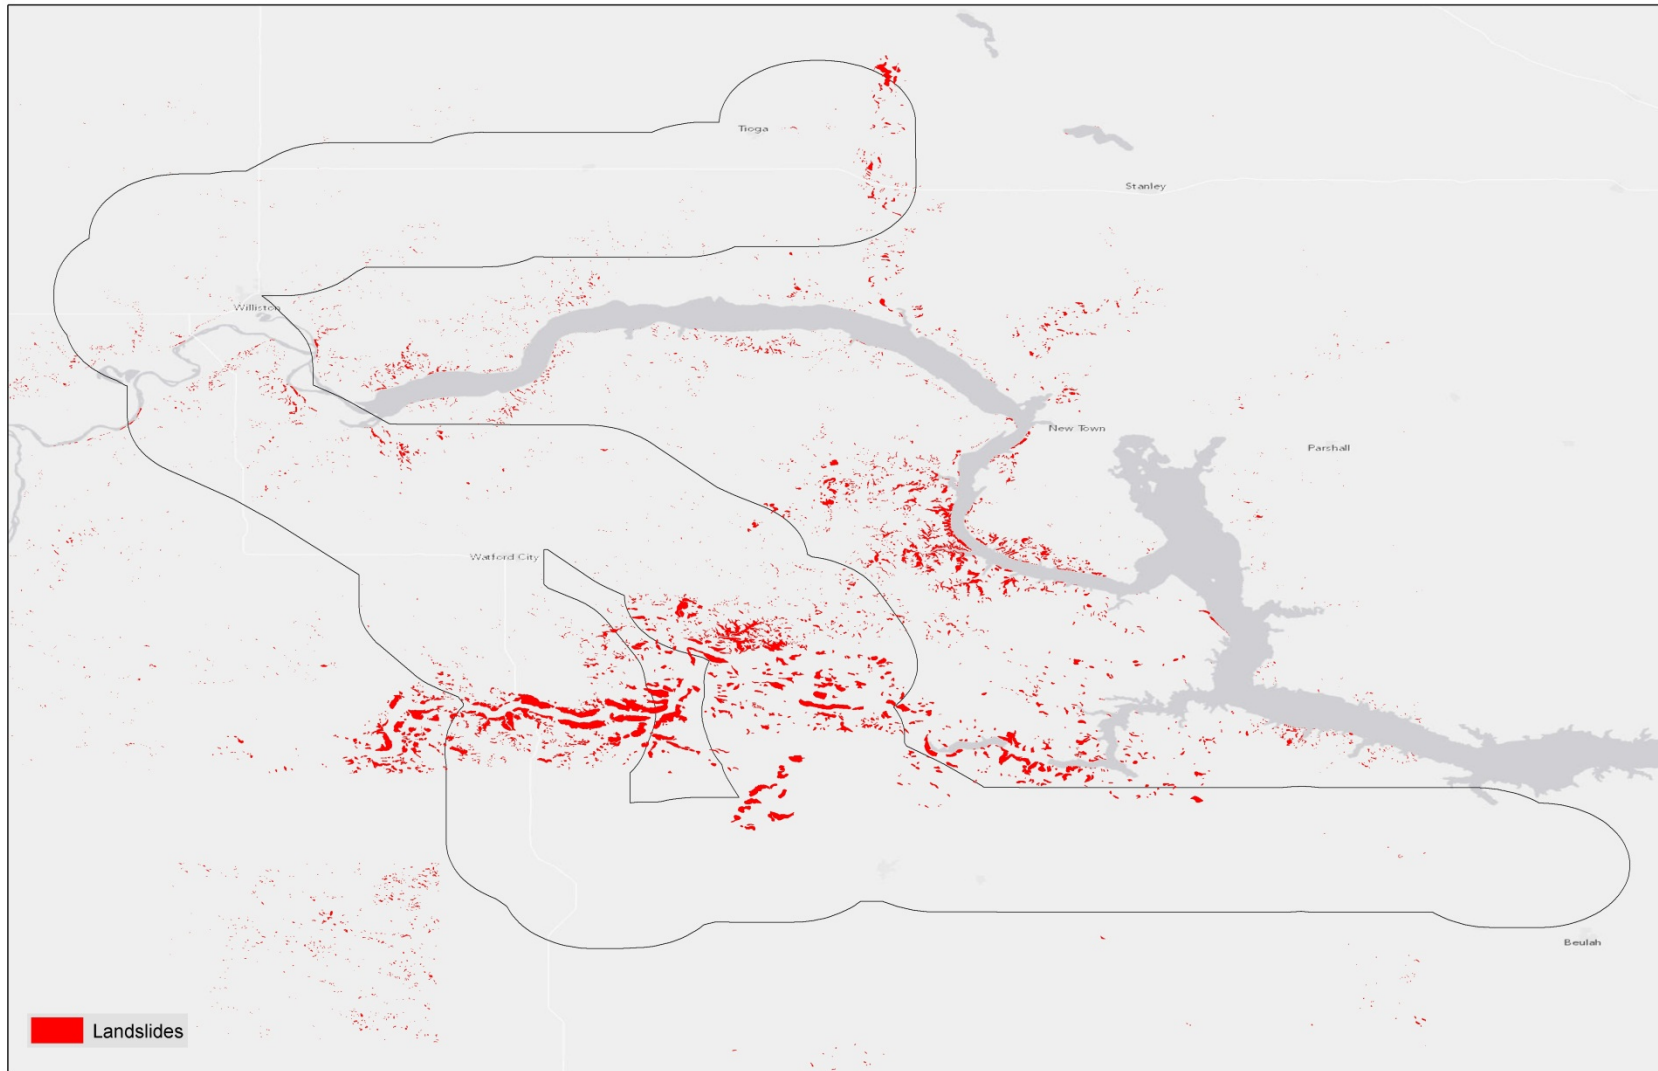 Tioga
Stanley
Williston
New Town
Parshall
Watford City
Beulah
Landslides